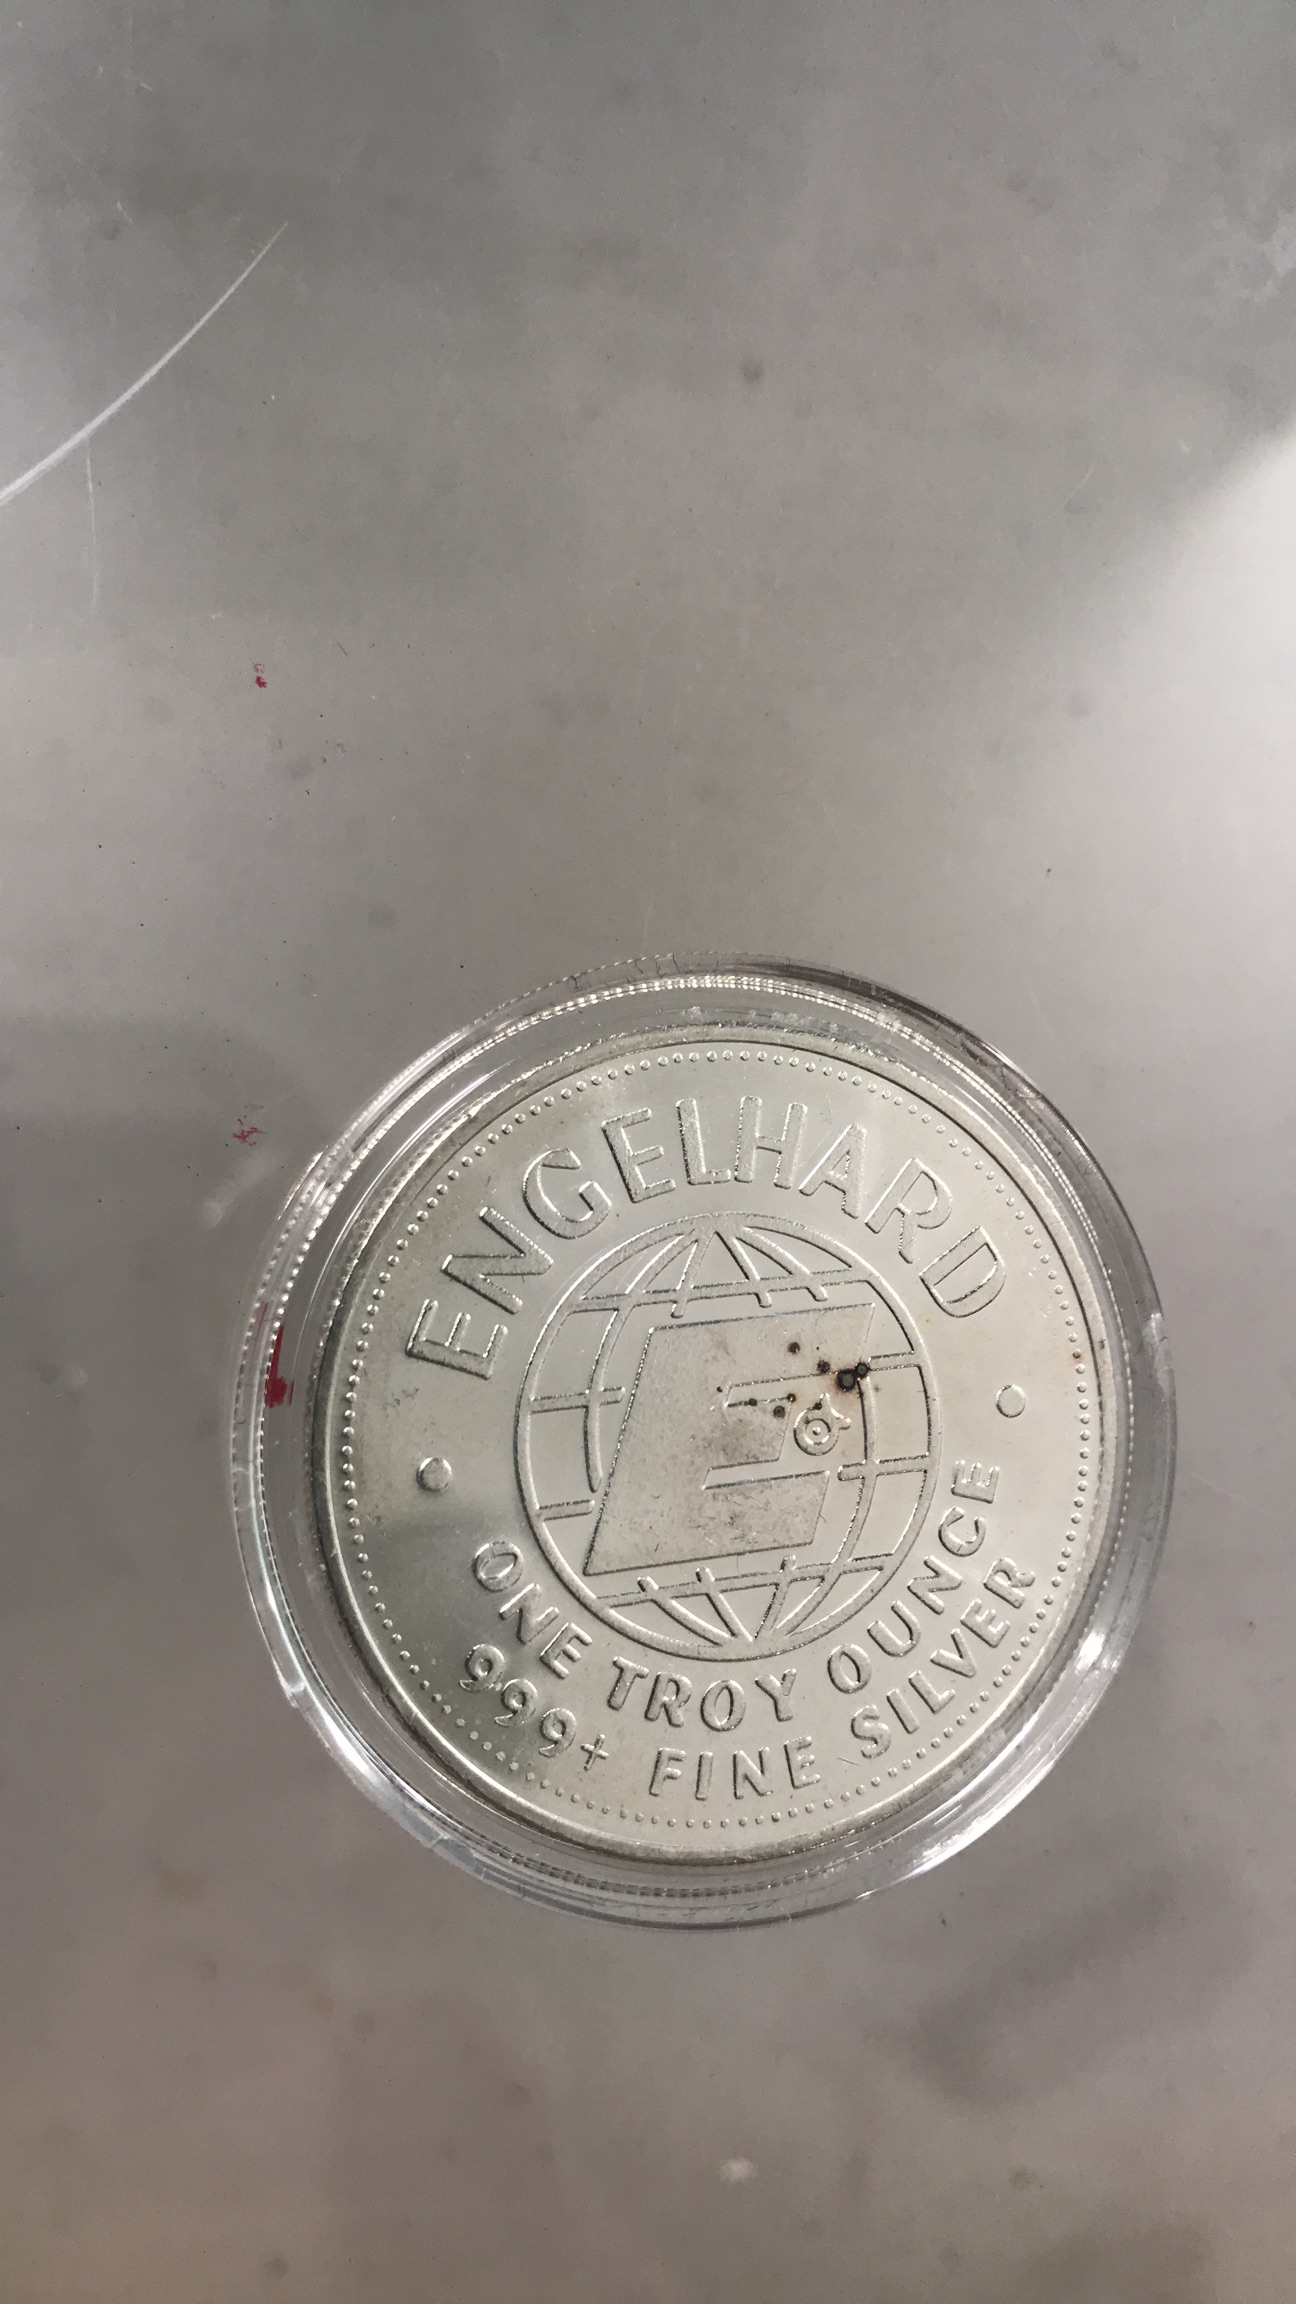 ENGELHARD
E
ONE TROY OUNCE
999+ FINE SILVER